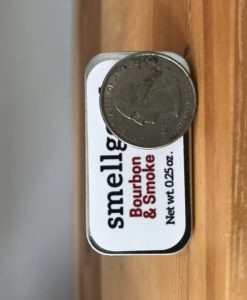 smellg
Bourbon
& Smoke
Net wt. 0.25 oz.